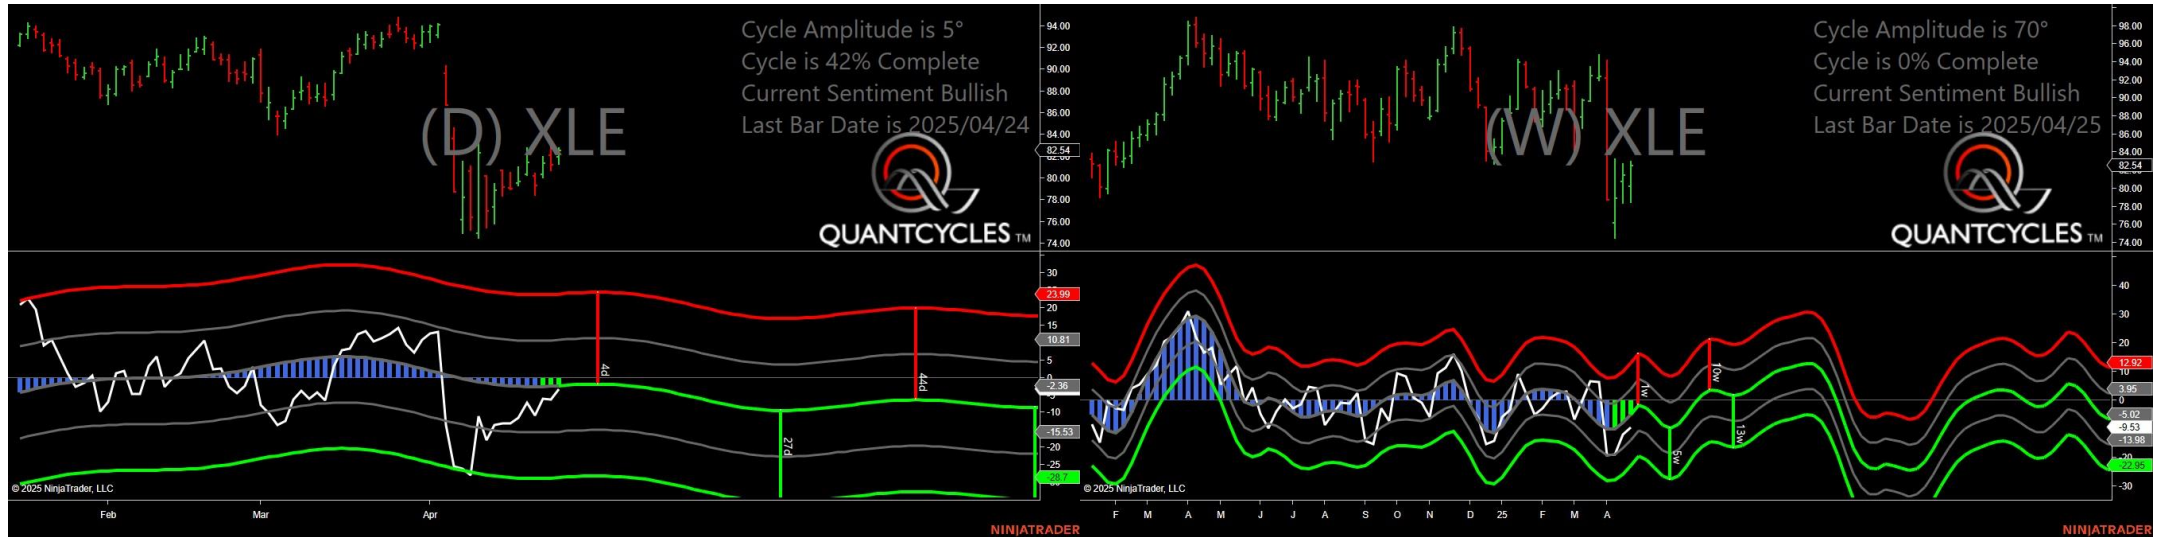 Cycle Amplitude is 5°
Cycle is 42% Complete
Current Sentiment Bullish
Last Bar Date is 2025/04/24
(D) XLE
QUANTCYCLES TM
94.00
92.00
90.00
88.00
86.00
84.00
82.54
82.00
80.00
78.00
76.00
74.00
30
23.99
20
15
10.81
5
0
-2.36
-10
-15.53
-20
-25
-28.7
4d
27d
44d
© 2025 NinjaTrader, LLC
Feb Mar Apr
NINJATRADER
Cycle Amplitude is 70°
Cycle is 0% Complete
Current Sentiment Bullish
Last Bar Date is 2025/04/25
(W) XLE
QUANTCYCLES TM
98.00
96.00
94.00
92.00
90.00
88.00
86.00
84.00
82.54
80.00
78.00
76.00
74.00
40
30
20
12.92
10
3.95
0
-5.02
-9.53
-13.98
-22.95
-30
1w
5w
10w
13w
© 2025 NinjaTrader, LLC
F M A M J J A S O N D 25 F M A
NINJATRADER